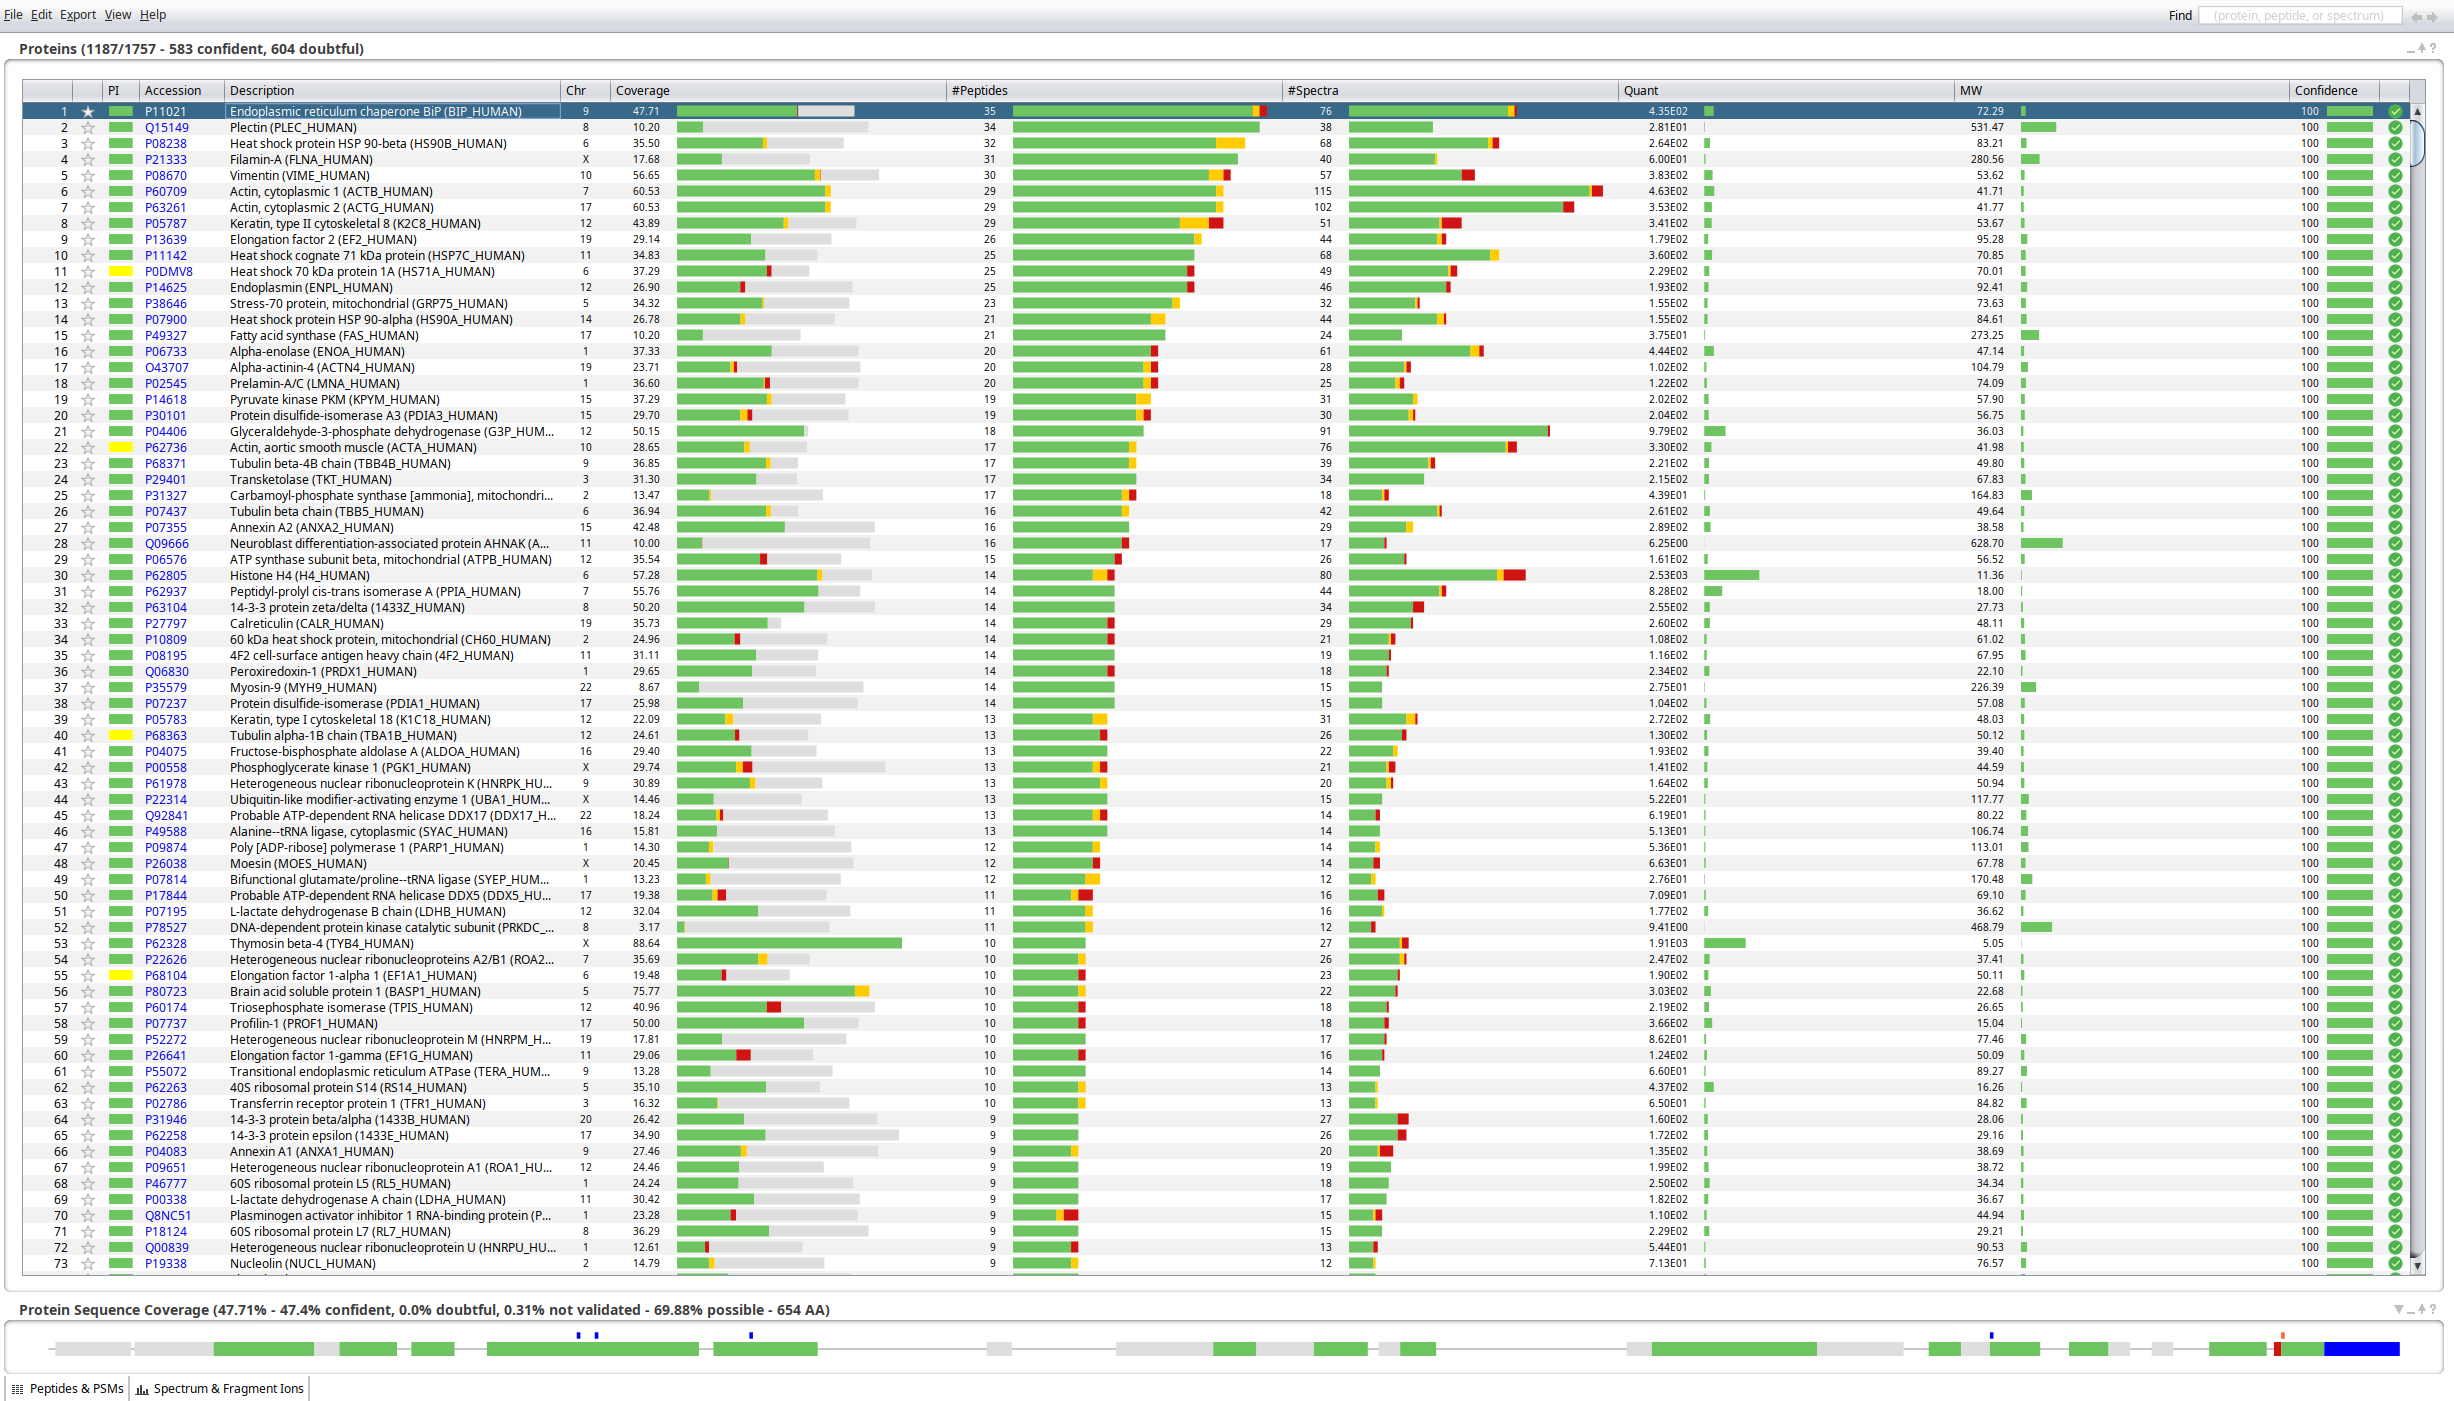 File Edit Export View Help Find (protein, peptide, or spectrum)
Proteins (1187/1757 - 583 confident, 604 doubtful)
PI Accession Description Chr Coverage #Peptides #Spectra Quant MW Confidence
1 P11021 Endoplasmic reticulum chaperone BiP (BIP_HUMAN) 9 47.71 35 76 4.35E02 72.29 100
2 Q15149 Plectin (PLEC_HUMAN) 8 10.20 34 38 2.81E01 531.47 100
3 P08238 Heat shock protein HSP 90-beta (HS90B_HUMAN) 6 35.50 32 68 2.64E02 83.21 100
4 P21333 Filamin-A (FLNA_HUMAN) X 17.68 31 40 6.00E01 280.56 100
5 P08670 Vimentin (VIME_HUMAN) 10 56.65 30 57 3.83E02 53.62 100
6 P60709 Actin, cytoplasmic 1 (ACTB_HUMAN) 7 60.53 29 115 4.63E02 41.71 100
7 P63261 Actin, cytoplasmic 2 (ACTG_HUMAN) 17 60.53 29 102 3.53E02 41.77 100
8 P05787 Keratin, type II cytoskeletal 8 (K2C8_HUMAN) 12 43.89 29 51 3.41E02 53.67 100
9 P13639 Elongation factor 2 (EF2_HUMAN) 19 29.14 26 44 1.79E02 95.28 100
10 P11142 Heat shock cognate 71 kDa protein (HSP7C_HUMAN) 11 34.83 25 68 3.60E02 70.85 100
11 P0DMV8 Heat shock 70 kDa protein 1A (HS71A_HUMAN) 6 37.29 25 49 2.29E02 70.01 100
12 P14625 Endoplasmin (ENPL_HUMAN) 12 26.90 25 46 1.93E02 92.41 100
13 P38646 Stress-70 protein, mitochondrial (GRP75_HUMAN) 5 34.32 23 32 1.55E02 73.63 100
14 P07900 Heat shock protein HSP 90-alpha (HS90A_HUMAN) 14 26.78 21 44 1.55E02 84.61 100
15 P49327 Fatty acid synthase (FAS_HUMAN) 17 10.20 21 24 3.75E01 273.25 100
16 P06733 Alpha-enolase (ENOA_HUMAN) 1 37.33 20 61 4.44E02 47.14 100
17 O43707 Alpha-actinin-4 (ACTN4_HUMAN) 19 23.71 20 28 1.02E02 104.79 100
18 P02545 Prelamin-A/C (LMNA_HUMAN) 1 36.60 20 25 1.22E02 74.09 100
19 P14618 Pyruvate kinase PKM (KPYM_HUMAN) 15 37.29 19 31 2.02E02 57.90 100
20 P30101 Protein disulfide-isomerase A3 (PDIA3_HUMAN) 15 29.70 19 30 2.04E02 56.75 100
21 P04406 Glyceraldehyde-3-phosphate dehydrogenase (G3P_HUM... 12 50.15 18 91 9.79E02 36.03 100
22 P62736 Actin, aortic smooth muscle (ACTA_HUMAN) 10 28.65 17 76 3.30E02 41.98 100
23 P68371 Tubulin beta-4B chain (TBB4B_HUMAN) 9 36.85 17 39 2.21E02 49.80 100
24 P29401 Transketolase (TKT_HUMAN) 3 31.30 17 34 2.15E02 67.83 100
25 P31327 Carbamoyl-phosphate synthase [ammonia], mitochondri... 2 13.47 17 18 4.39E01 164.83 100
26 P07437 Tubulin beta chain (TBB5_HUMAN) 6 36.94 16 42 2.61E02 49.64 100
27 P07355 Annexin A2 (ANXA2_HUMAN) 15 42.48 16 29 2.89E02 38.58 100
28 Q09666 Neuroblast differentiation-associated protein AHNAK (A... 11 10.00 16 17 6.25E00 628.70 100
29 P06576 ATP synthase subunit beta, mitochondrial (ATPB_HUMAN) 12 35.54 15 26 1.61E02 56.52 100
30 P62805 Histone H4 (H4_HUMAN) 6 57.28 14 80 2.53E03 11.36 100
31 P62937 Peptidyl-prolyl cis-trans isomerase A (PPIA_HUMAN) 7 55.76 14 44 8.28E02 18.00 100
32 P63104 14-3-3 protein zeta/delta (1433Z_HUMAN) 8 50.20 14 34 2.55E02 27.73 100
33 P27797 Calreticulin (CALR_HUMAN) 19 35.73 14 29 2.60E02 48.11 100
34 P10809 60 kDa heat shock protein, mitochondrial (CH60_HUMAN) 2 24.96 14 21 1.08E02 61.02 100
35 P08195 4F2 cell-surface antigen heavy chain (4F2_HUMAN) 11 31.11 14 19 1.16E02 67.95 100
36 Q06830 Peroxiredoxin-1 (PRDX1_HUMAN) 1 29.65 14 18 2.34E02 22.10 100
37 P35579 Myosin-9 (MYH9_HUMAN) 22 8.67 14 15 2.75E01 226.39 100
38 P07237 Protein disulfide-isomerase (PDIA1_HUMAN) 17 25.98 14 15 1.04E02 57.08 100
39 P05783 Keratin, type I cytoskeletal 18 (K1C18_HUMAN) 12 22.09 13 31 2.72E02 48.03 100
40 P68363 Tubulin alpha-1B chain (TBA1B_HUMAN) 12 24.61 13 26 1.30E02 50.12 100
41 P04075 Fructose-bisphosphate aldolase A (ALDOA_HUMAN) 16 29.40 13 22 1.93E02 39.40 100
42 P00558 Phosphoglycerate kinase 1 (PGK1_HUMAN) X 29.74 13 21 1.41E02 44.59 100
43 P61978 Heterogeneous nuclear ribonucleoprotein K (HNRPK_HU... 9 30.89 13 20 1.64E02 50.94 100
44 P22314 Ubiquitin-like modifier-activating enzyme 1 (UBA1_HUM... X 14.46 13 15 5.22E01 117.77 100
45 Q92841 Probable ATP-dependent RNA helicase DDX17 (DDX17_H... 22 18.24 13 14 6.19E01 80.22 100
46 P49588 Alanine--tRNA ligase, cytoplasmic (SYAC_HUMAN) 16 15.81 13 14 5.13E01 106.74 100
47 P09874 Poly [ADP-ribose] polymerase 1 (PARP1_HUMAN) 1 14.30 12 14 5.36E01 113.01 100
48 P26038 Moesin (MOES_HUMAN) X 20.45 12 14 6.63E01 67.78 100
49 P07814 Bifunctional glutamate/proline--tRNA ligase (SYEP_HUM... 1 13.23 12 12 2.76E01 170.48 100
50 P17844 Probable ATP-dependent RNA helicase DDX5 (DDX5_HU... 17 19.38 11 16 7.09E01 69.10 100
51 P07195 L-lactate dehydrogenase B chain (LDHB_HUMAN) 12 32.04 11 16 1.77E02 36.62 100
52 P78527 DNA-dependent protein kinase catalytic subunit (PRKDC_... 8 3.17 11 12 9.41E00 468.79 100
53 P62328 Thymosin beta-4 (TYB4_HUMAN) X 88.64 10 27 1.91E03 5.05 100
54 P22626 Heterogeneous nuclear ribonucleoproteins A2/B1 (ROA2... 7 35.69 10 26 2.47E02 37.41 100
55 P68104 Elongation factor 1-alpha 1 (EF1A1_HUMAN) 6 19.48 10 23 1.90E02 50.11 100
56 P80723 Brain acid soluble protein 1 (BASP1_HUMAN) 5 75.77 10 22 3.03E02 22.68 100
57 P60174 Triosephosphate isomerase (TPIS_HUMAN) 12 40.96 10 18 2.19E02 26.65 100
58 P07737 Profilin-1 (PROF1_HUMAN) 17 50.00 10 18 3.66E02 15.04 100
59 P52272 Heterogeneous nuclear ribonucleoprotein M (HNRPM_H... 19 17.81 10 17 8.62E01 77.46 100
60 P26641 Elongation factor 1-gamma (EF1G_HUMAN) 11 29.06 10 16 1.24E02 50.09 100
61 P55072 Transitional endoplasmic reticulum ATPase (TERA_HUM... 9 13.28 10 14 6.60E01 89.27 100
62 P62263 40S ribosomal protein S14 (RS14_HUMAN) 5 35.10 10 13 4.37E02 16.26 100
63 P02786 Transferrin receptor protein 1 (TFR1_HUMAN) 3 16.32 10 13 6.50E01 84.82 100
64 P31946 14-3-3 protein beta/alpha (1433B_HUMAN) 20 26.42 9 27 1.60E02 28.06 100
65 P62258 14-3-3 protein epsilon (1433E_HUMAN) 17 34.90 9 26 1.72E02 29.16 100
66 P04083 Annexin A1 (ANXA1_HUMAN) 9 27.46 9 20 1.35E02 38.69 100
67 P09651 Heterogeneous nuclear ribonucleoprotein A1 (ROA1_HU... 12 24.46 9 19 1.99E02 38.72 100
68 P46777 60S ribosomal protein L5 (RL5_HUMAN) 1 24.24 9 18 2.50E02 34.34 100
69 P00338 L-lactate dehydrogenase A chain (LDHA_HUMAN) 11 30.42 9 17 1.82E02 36.67 100
70 Q8NC51 Plasminogen activator inhibitor 1 RNA-binding protein (P... 1 23.28 9 15 1.10E02 44.94 100
71 P18124 60S ribosomal protein L7 (RL7_HUMAN) 8 36.29 9 15 2.29E02 29.21 100
72 Q00839 Heterogeneous nuclear ribonucleoprotein U (HNRPU_HU... 1 12.61 9 13 5.44E01 90.53 100
73 P19338 Nucleolin (NUCL_HUMAN) 2 14.79 9 12 7.13E01 76.57 100
Protein Sequence Coverage (47.71% - 47.4% confident, 0.0% doubtful, 0.31% not validated - 69.88% possible - 654 AA)
Peptides & PSMs Spectrum & Fragment Ions